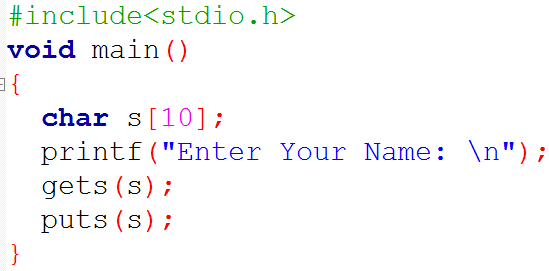 #include<stdio.h>
void main()
{
char s[10];
printf("Enter Your Name: \n");
gets(s);
puts(s);
}